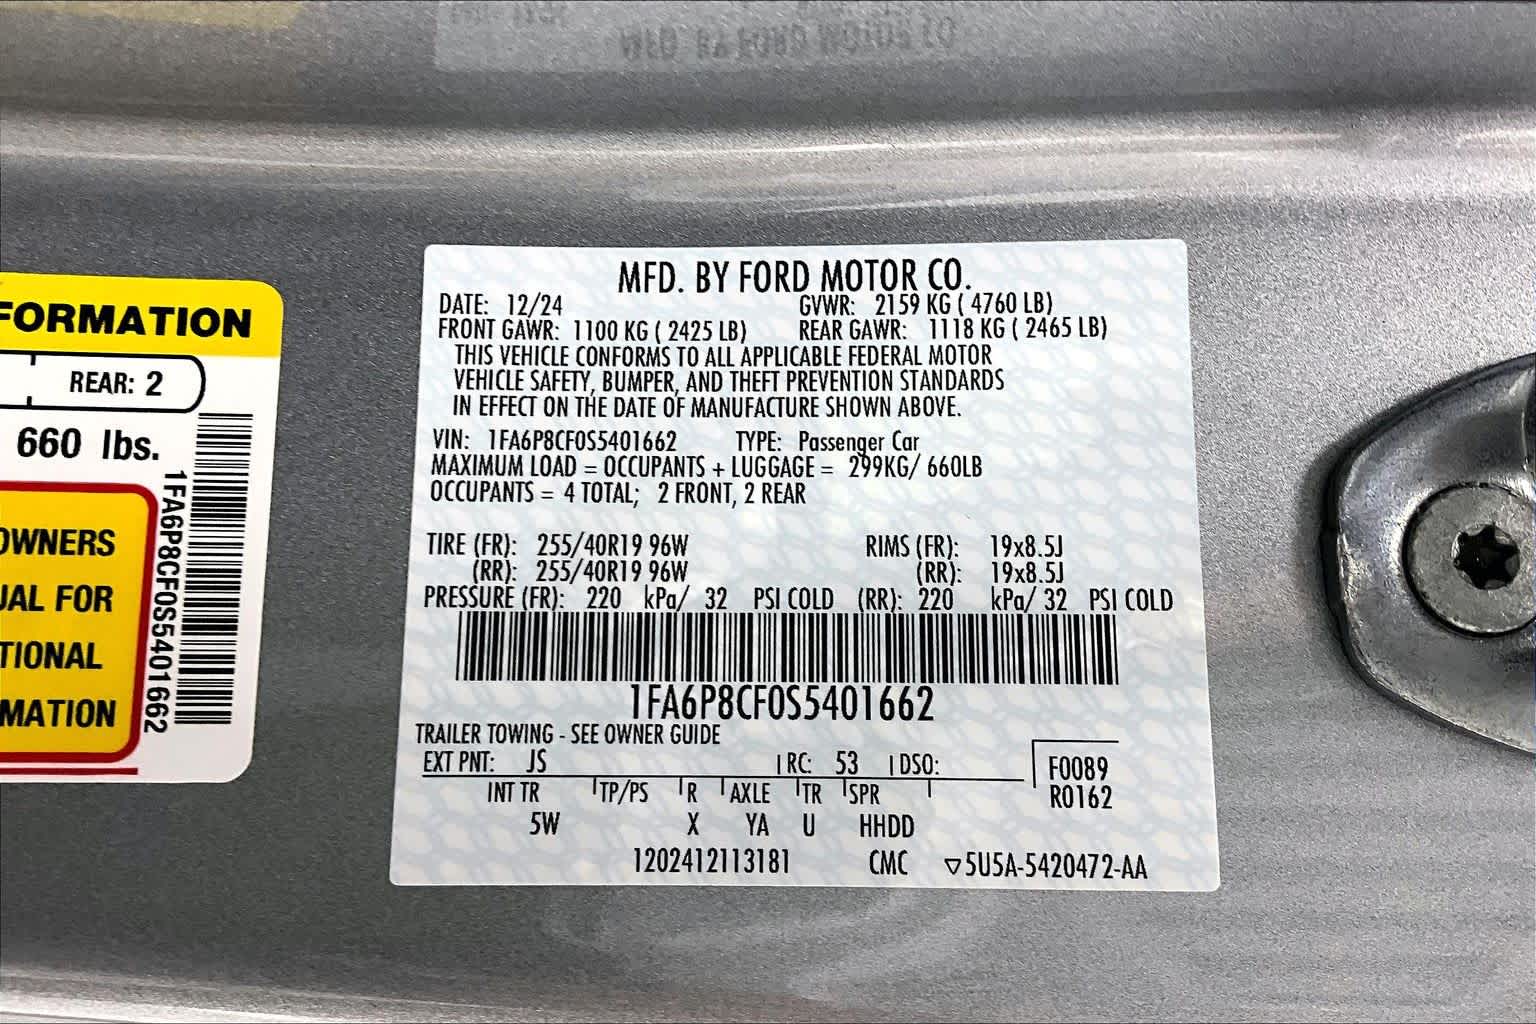 FORMATION
REAR: 2
660 lbs.
OWNERS
UAL FOR
TIONAL
MATION
1FA6P8CF0S5401662
MFD. BY FORD MOTOR CO.
DATE: 12/24 GVWR: 2159 KG ( 4760 LB)
FRONT GAWR: 1100 KG ( 2425 LB) REAR GAWR: 1118 KG ( 2465 LB)
THIS VEHICLE CONFORMS TO ALL APPLICABLE FEDERAL MOTOR
VEHICLE SAFETY, BUMPER, AND THEFT PREVENTION STANDARDS
IN EFFECT ON THE DATE OF MANUFACTURE SHOWN ABOVE.
VIN: 1FA6P8CF0S5401662 TYPE: Passenger Car
MAXIMUM LOAD = OCCUPANTS + LUGGAGE = 299KG/ 660LB
OCCUPANTS = 4 TOTAL; 2 FRONT, 2 REAR
TIRE (FR): 255/40R19 96W RIMS (FR): 19x8.5J
(RR): 255/40R19 96W (RR): 19x8.5J
PRESSURE (FR): 220 kPa/ 32 PSI COLD (RR): 220 kPa/ 32 PSI COLD
1FA6P8CF0S5401662
TRAILER TOWING - SEE OWNER GUIDE
EXT PNT: JS RC: 53 DSO:
F0089
R0162
INT TR TP/PS R AXLE TR SPR
5W X YA U HHDD
1202412113181 CMC ▽5U5A-5420472-AA